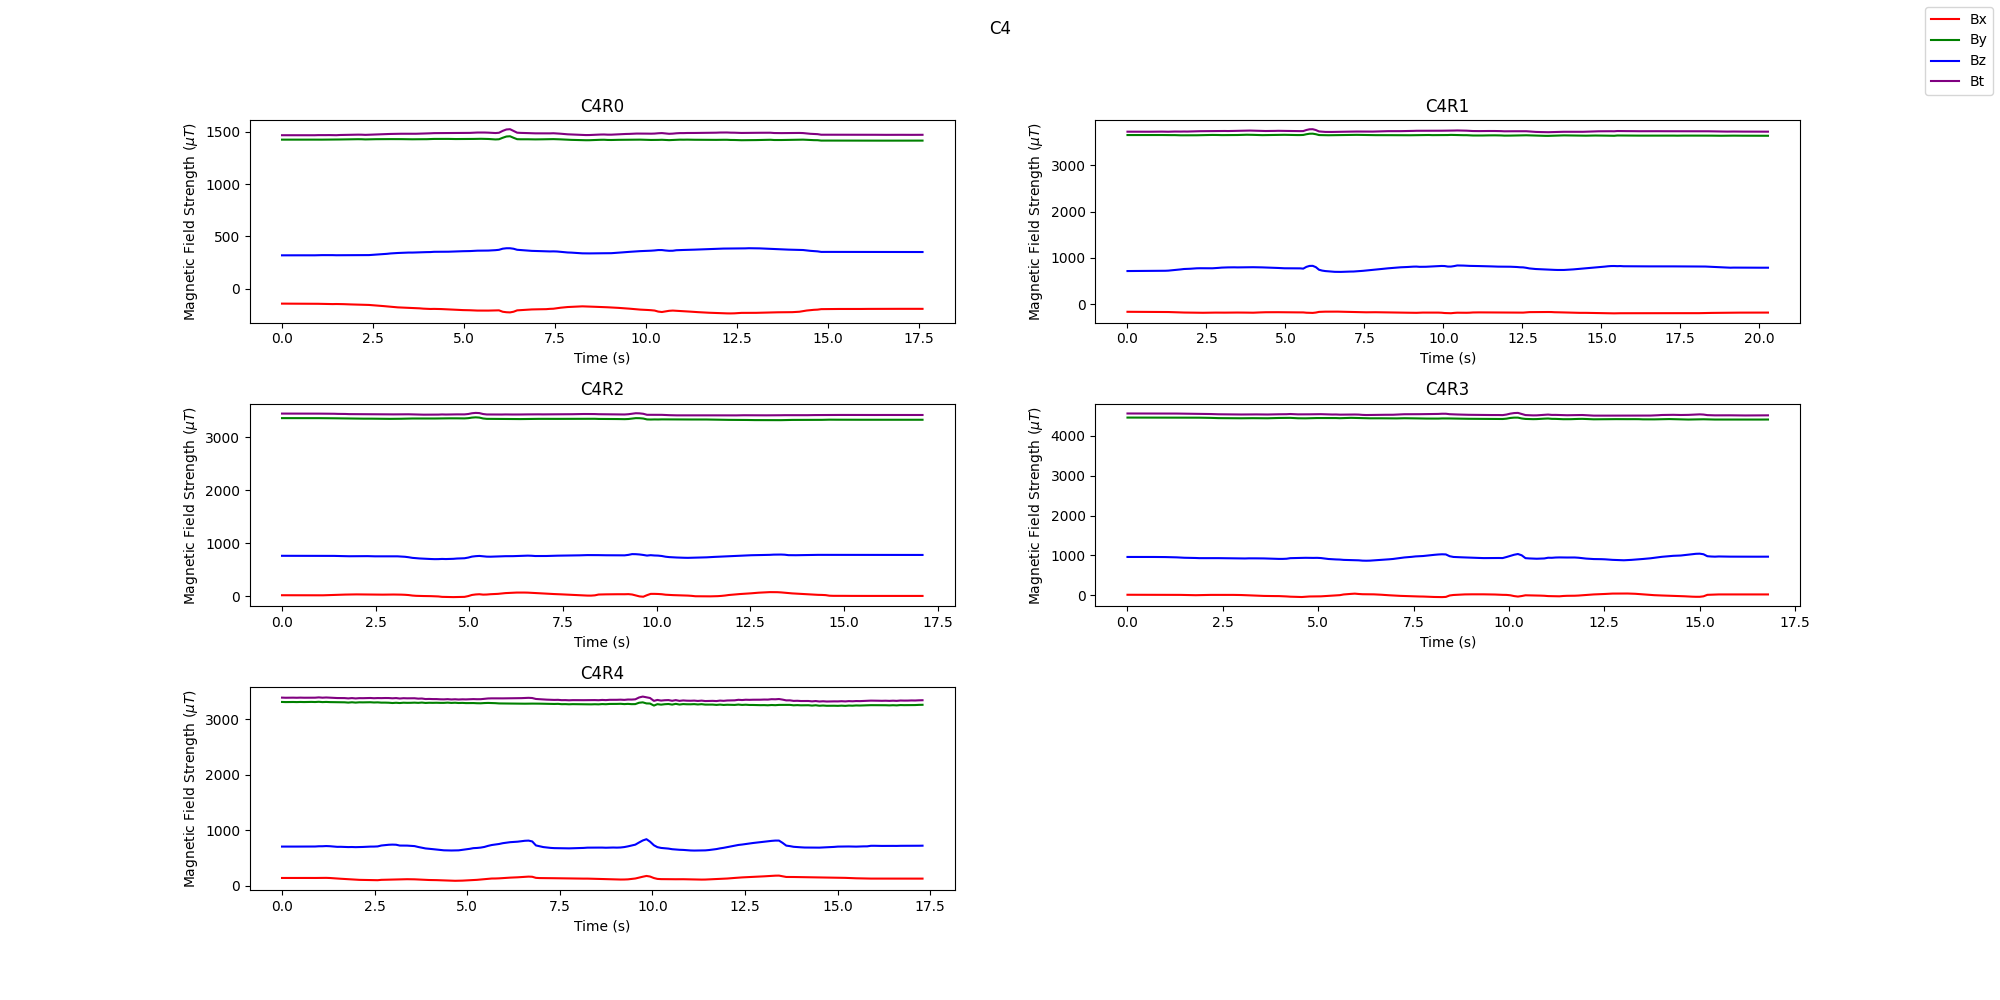 C4
Bx
By
Bz
Bt
C4R0
Magnetic Field Strength (μT)
1500
1000
500
0
0.0 2.5 5.0 7.5 10.0 12.5 15.0 17.5
Time (s)
C4R1
Magnetic Field Strength (μT)
3000
2000
1000
0
0.0 2.5 5.0 7.5 10.0 12.5 15.0 17.5 20.0
Time (s)
C4R2
Magnetic Field Strength (μT)
3000
2000
1000
0
0.0 2.5 5.0 7.5 10.0 12.5 15.0 17.5
Time (s)
C4R3
Magnetic Field Strength (μT)
4000
3000
2000
1000
0
0.0 2.5 5.0 7.5 10.0 12.5 15.0 17.5
Time (s)
C4R4
Magnetic Field Strength (μT)
3000
2000
1000
0
0.0 2.5 5.0 7.5 10.0 12.5 15.0 17.5
Time (s)